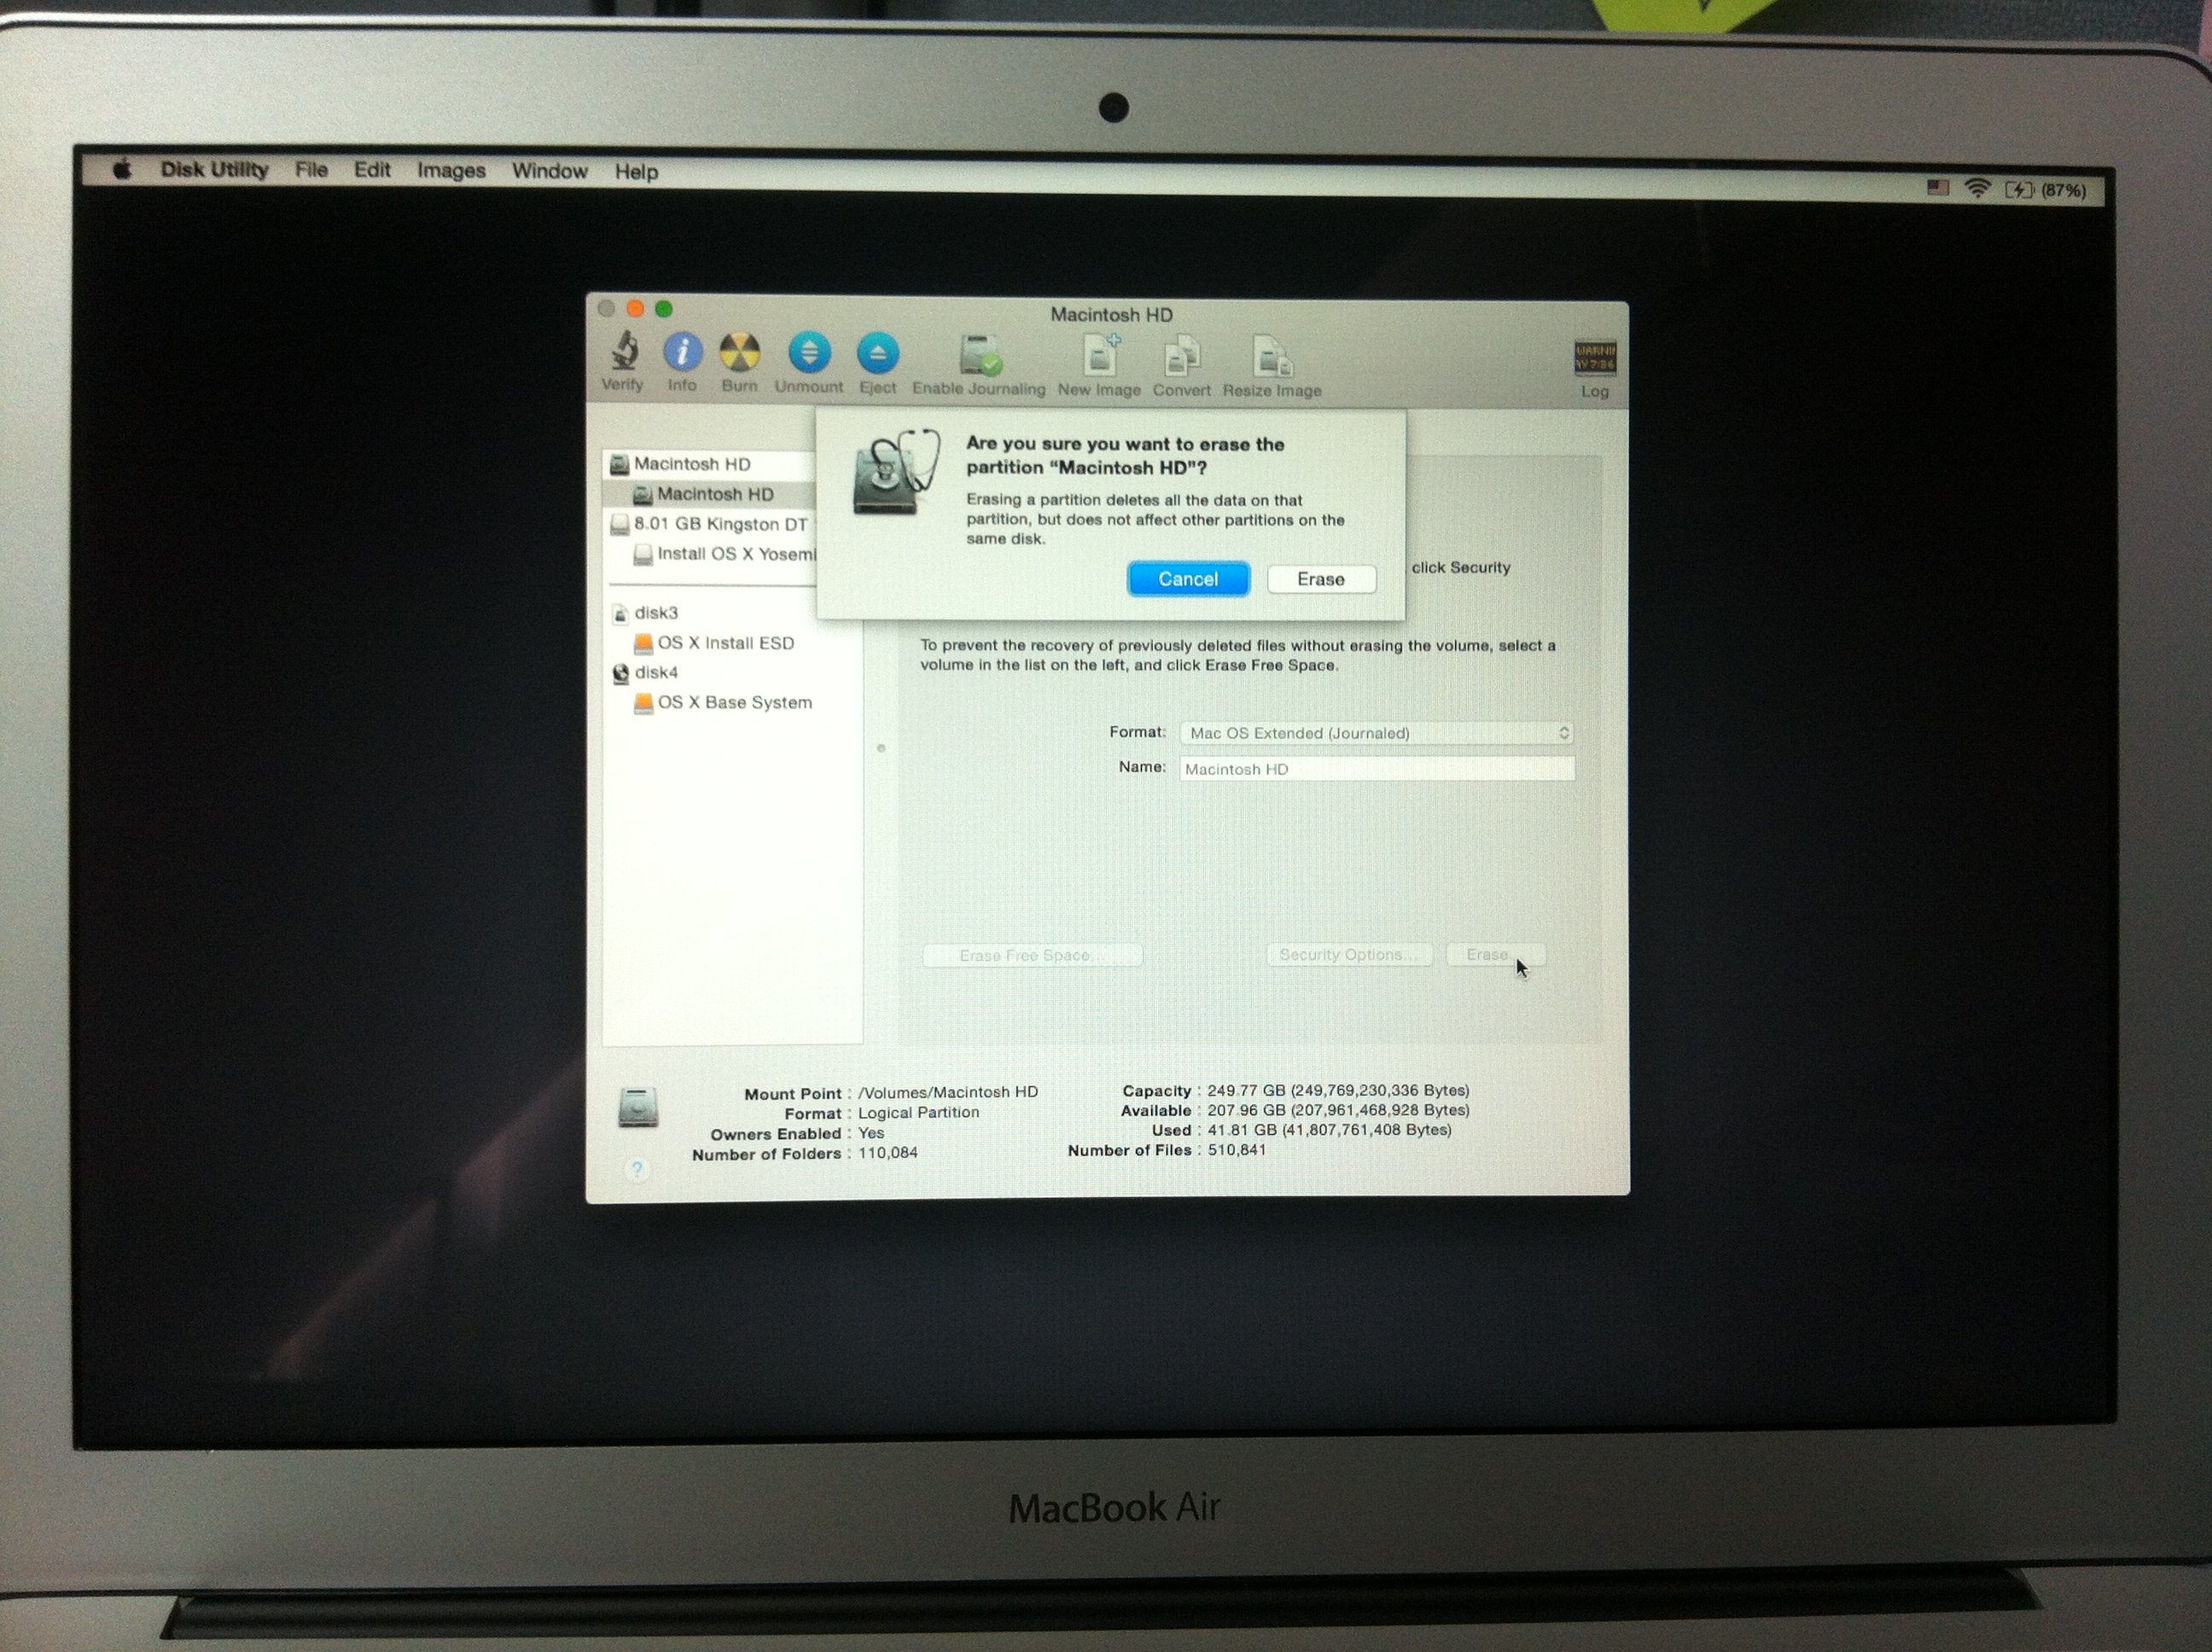 Disk Utility File Edit Images Window Help (87%)
Macintosh HD
Verify Info Burn Unmount Eject Enable Journaling New Image Convert Resize Image Log
Are you sure you want to erase the
partition “Macintosh HD”?
Erasing a partition deletes all the data on that
partition, but does not affect other partitions on the
same disk.
Cancel Erase
Macintosh HD
Macintosh HD
8.01 GB Kingston DT
Install OS X Yosemi
disk3
OS X Install ESD
disk4
OS X Base System
click Security
To prevent the recovery of previously deleted files without erasing the volume, select a
volume in the list on the left, and click Erase Free Space.
Format: Mac OS Extended (Journaled)
Name: Macintosh HD
Erase Free Space... Security Options... Erase
Mount Point : /Volumes/Macintosh HD
Format : Logical Partition
Owners Enabled : Yes
Number of Folders : 110,084
Capacity : 249.77 GB (249,769,230,336 Bytes)
Available : 207.96 GB (207,961,468,928 Bytes)
Used : 41.81 GB (41,807,761,408 Bytes)
Number of Files : 510,841
?
MacBook Air